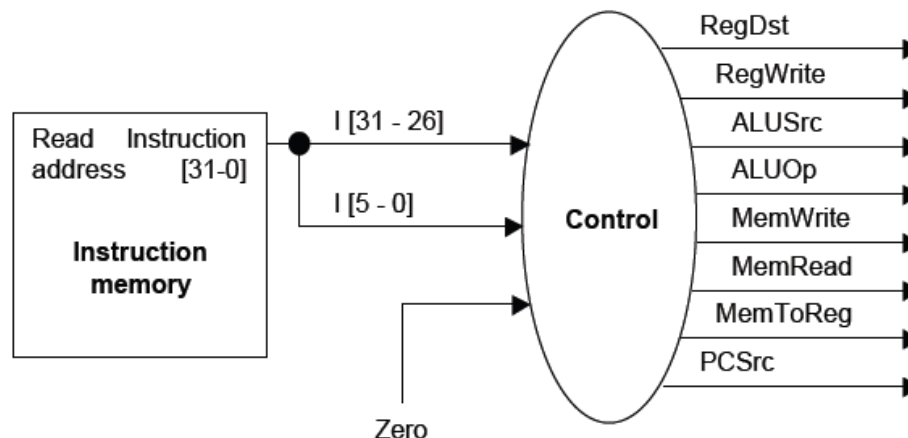 Read Instruction
address [31-0]
Instruction
memory
I [31 - 26]
I [5 - 0]
Zero
Control
RegDst
RegWrite
ALUSrc
ALUOp
MemWrite
MemRead
MemToReg
PCSrc